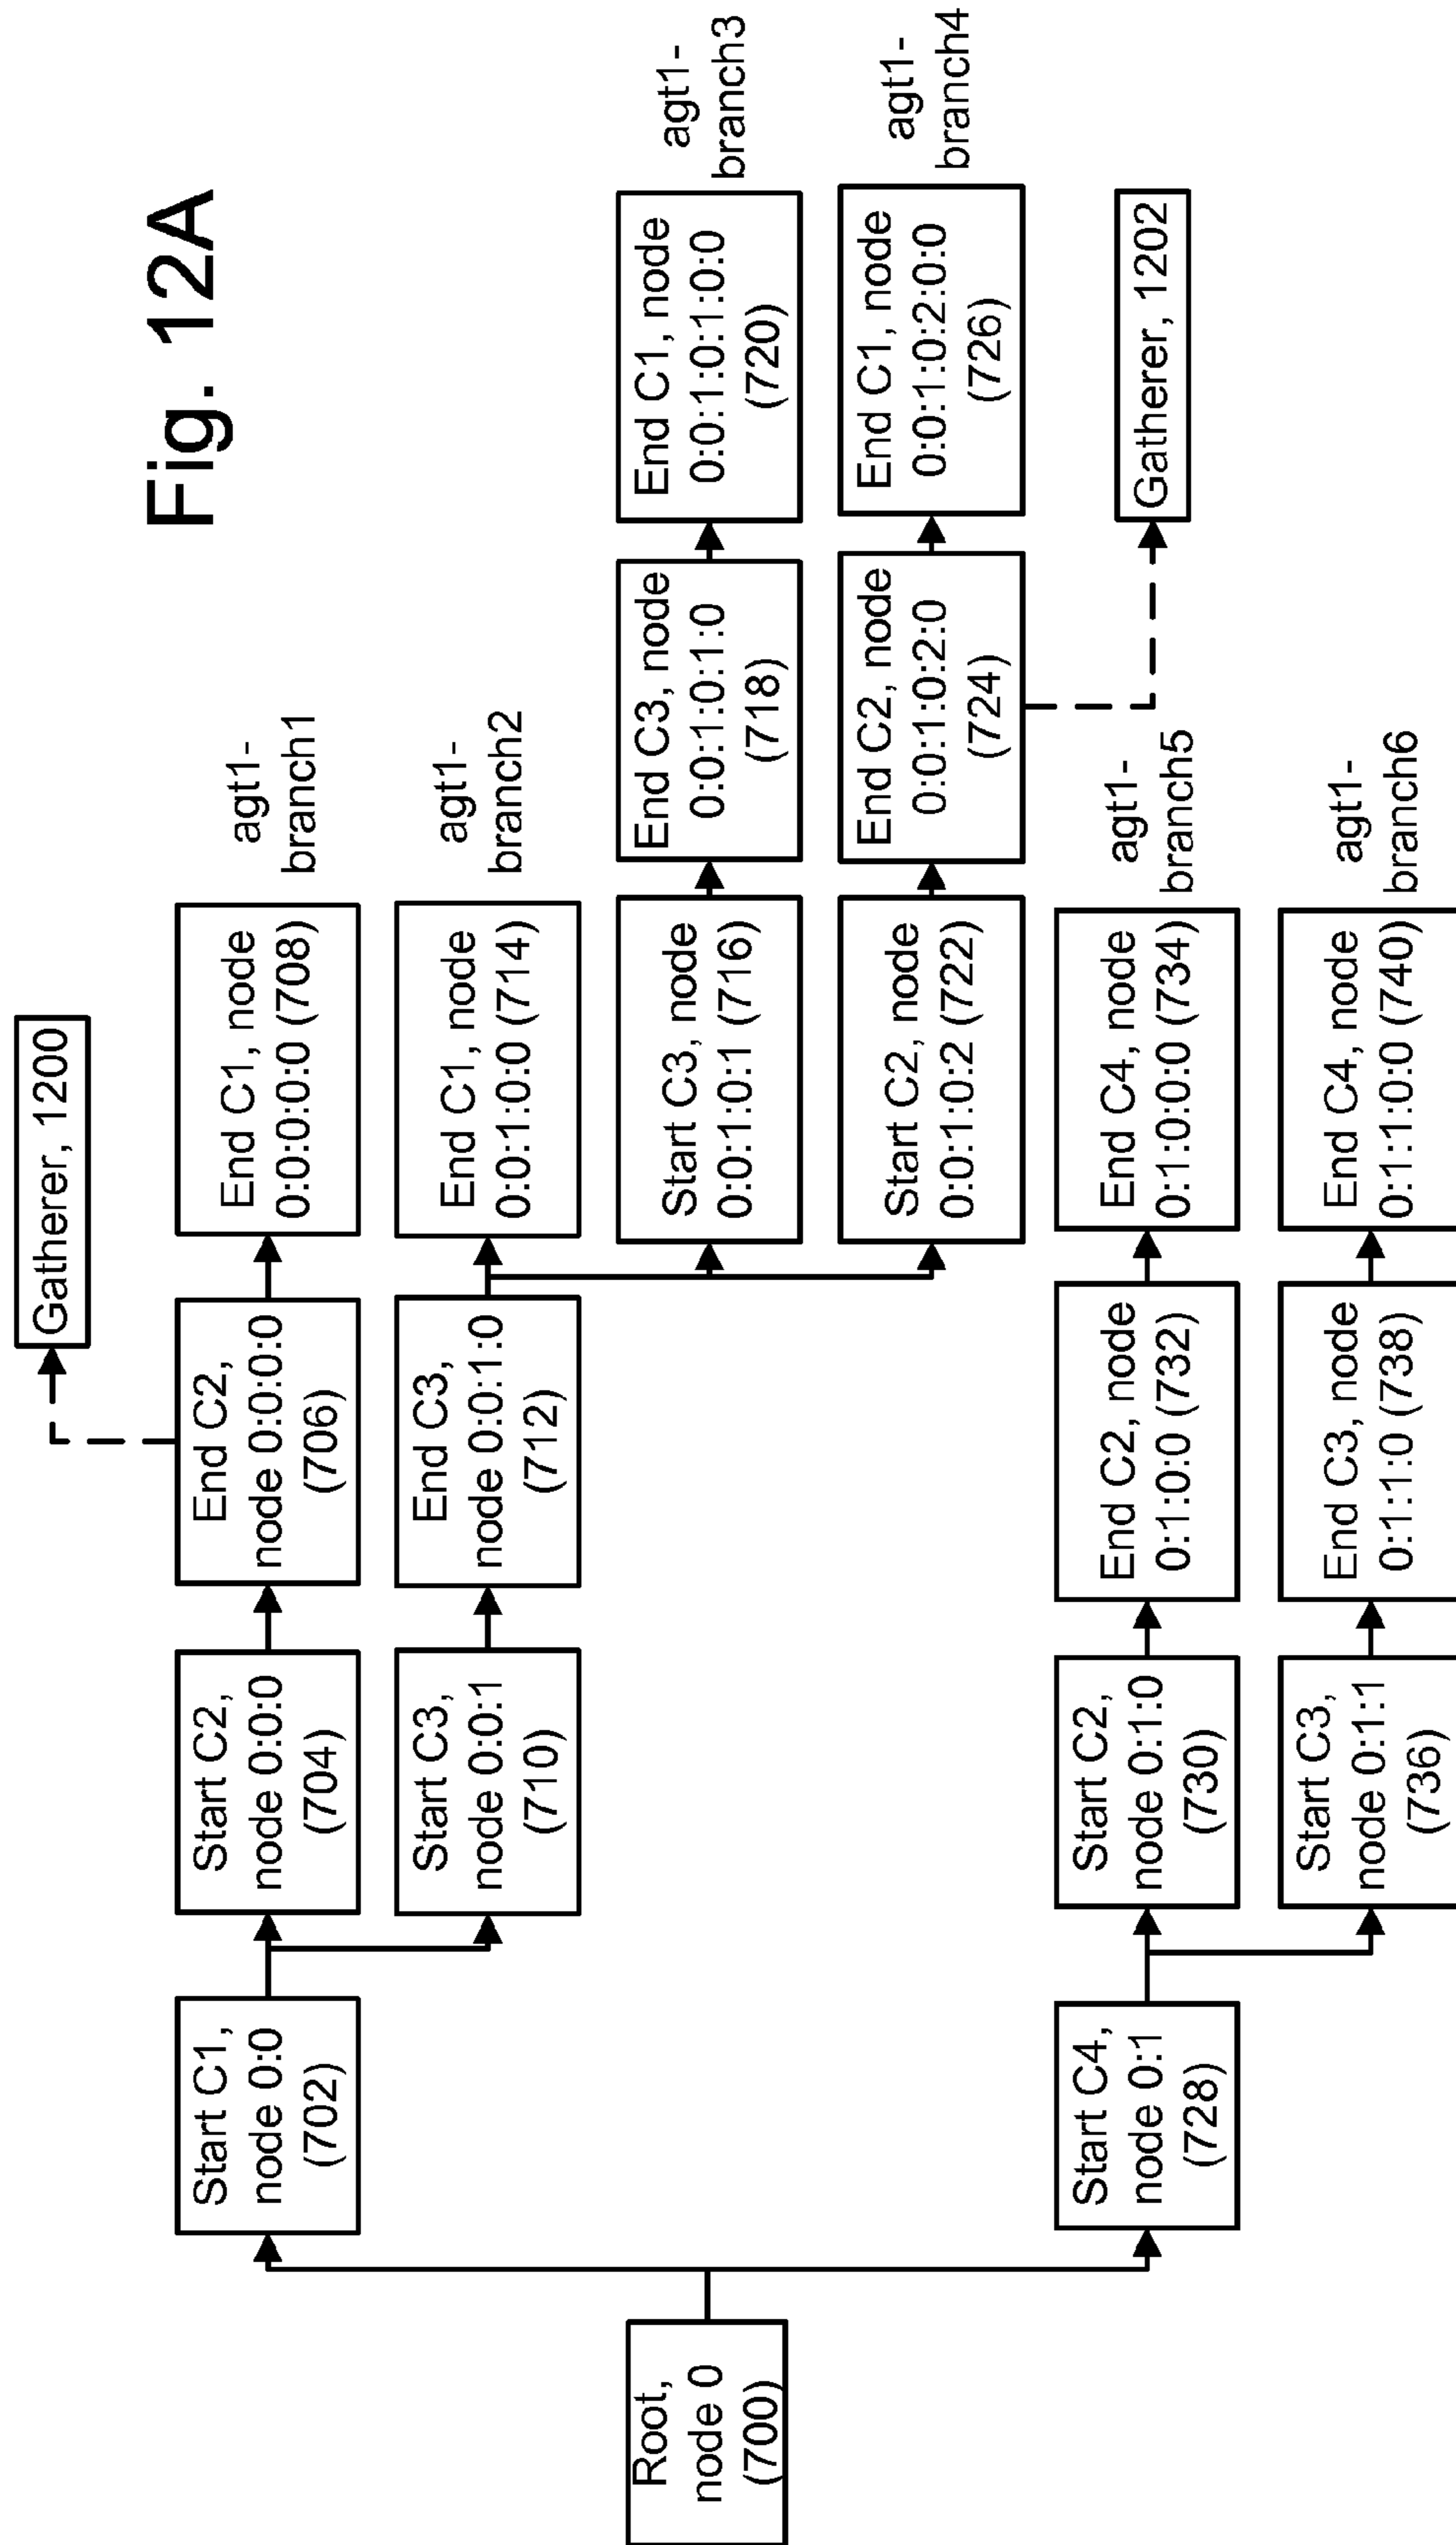 Fig. 12A
Gatherer, 1200
Root,
node 0
(700)
Start C1,
node 0:0
(702)
Start C2,
node 0:0:0
(704)
End C2,
node 0:0:0:0
(706)
End C1, node
0:0:0:0:0 (708)
agt1-
branch1
Start C3,
node 0:0:1
(710)
End C3,
node 0:0:1:0
(712)
End C1, node
0:0:1:0:0 (714)
agt1-
branch2
Start C3, node
0:0:1:0:1 (716)
End C3, node
0:0:1:0:1:0
(718)
End C1, node
0:0:1:0:1:0:0
(720)
agt1-
branch3
Start C2, node
0:0:1:0:2 (722)
End C2, node
0:0:1:0:2:0
(724)
End C1, node
0:0:1:0:2:0:0
(726)
agt1-
branch4
Gatherer, 1202
Start C4,
node 0:1
(728)
Start C2,
node 0:1:0
(730)
End C2, node
0:1:0:0 (732)
End C4, node
0:1:0:0:0 (734)
agt1-
branch5
Start C3,
node 0:1:1
(736)
End C3, node
0:1:1:0 (738)
End C4, node
0:1:1:0:0 (740)
agt1-
branch6